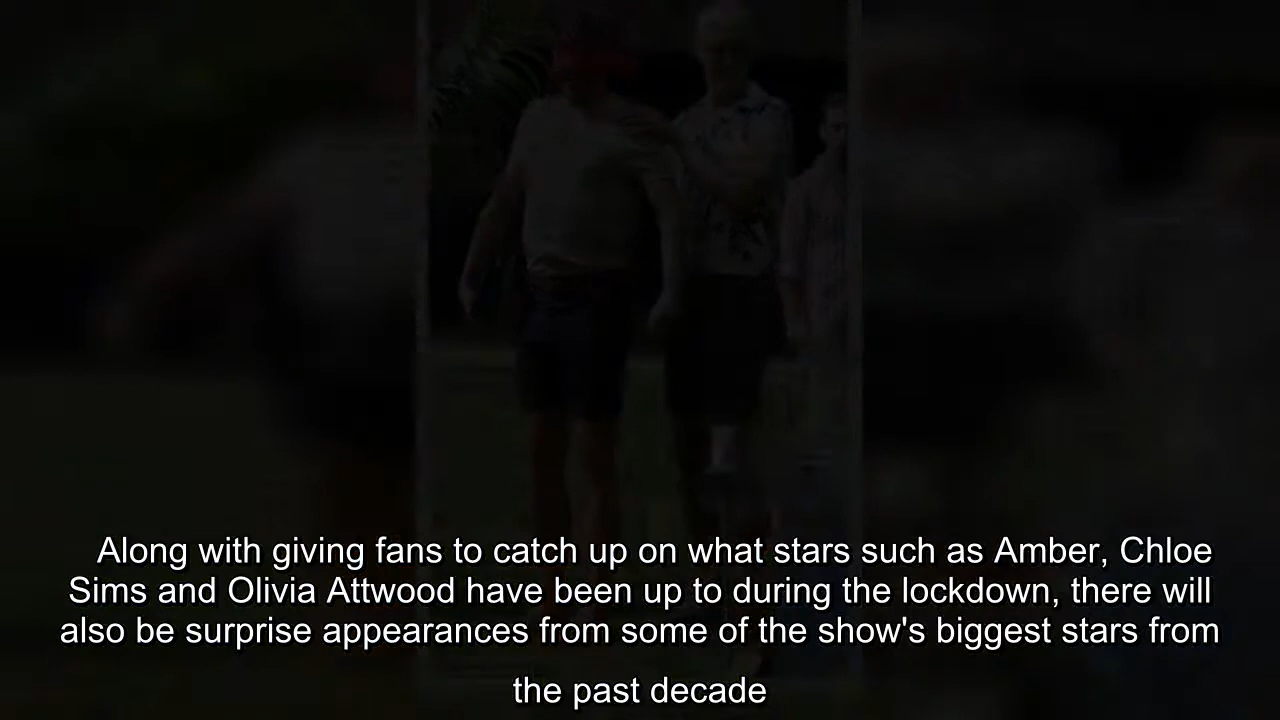 Along with giving fans to catch up on what stars such as Amber, Chloe
Sims and Olivia Attwood have been up to during the lockdown, there will
also be surprise appearances from some of the show's biggest stars from
the past decade